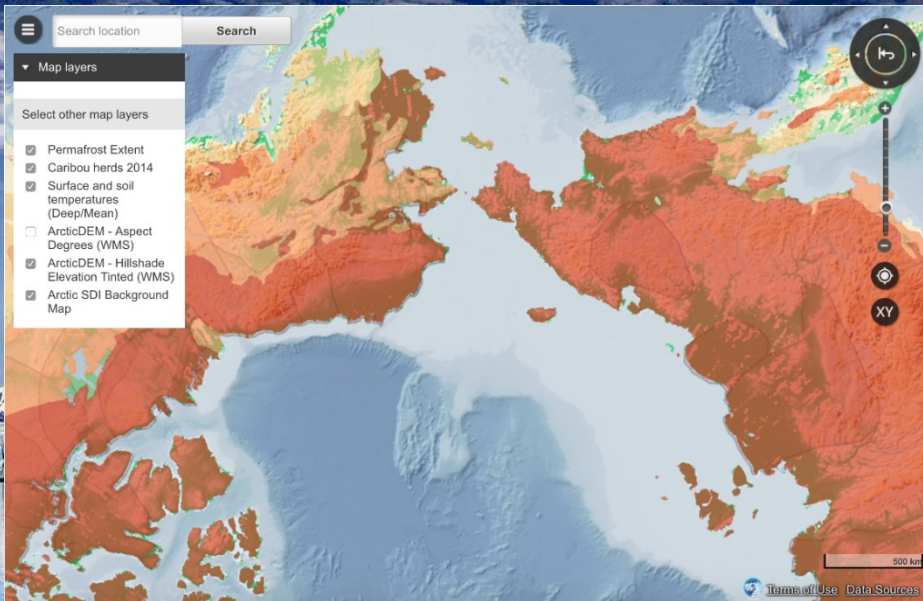 Search location
Search
Map layers
Select other map layers
Permafrost Extent
Caribou herds 2014
Surface and soil
temperatures
(Deep/Mean)
ArcticDEM - Aspect
Degrees (WMS)
ArcticDEM - Hillshade
Elevation Tinted (WMS)
Arctic SDI Background
Map
XY
500 km
Terms of Use Data Sources